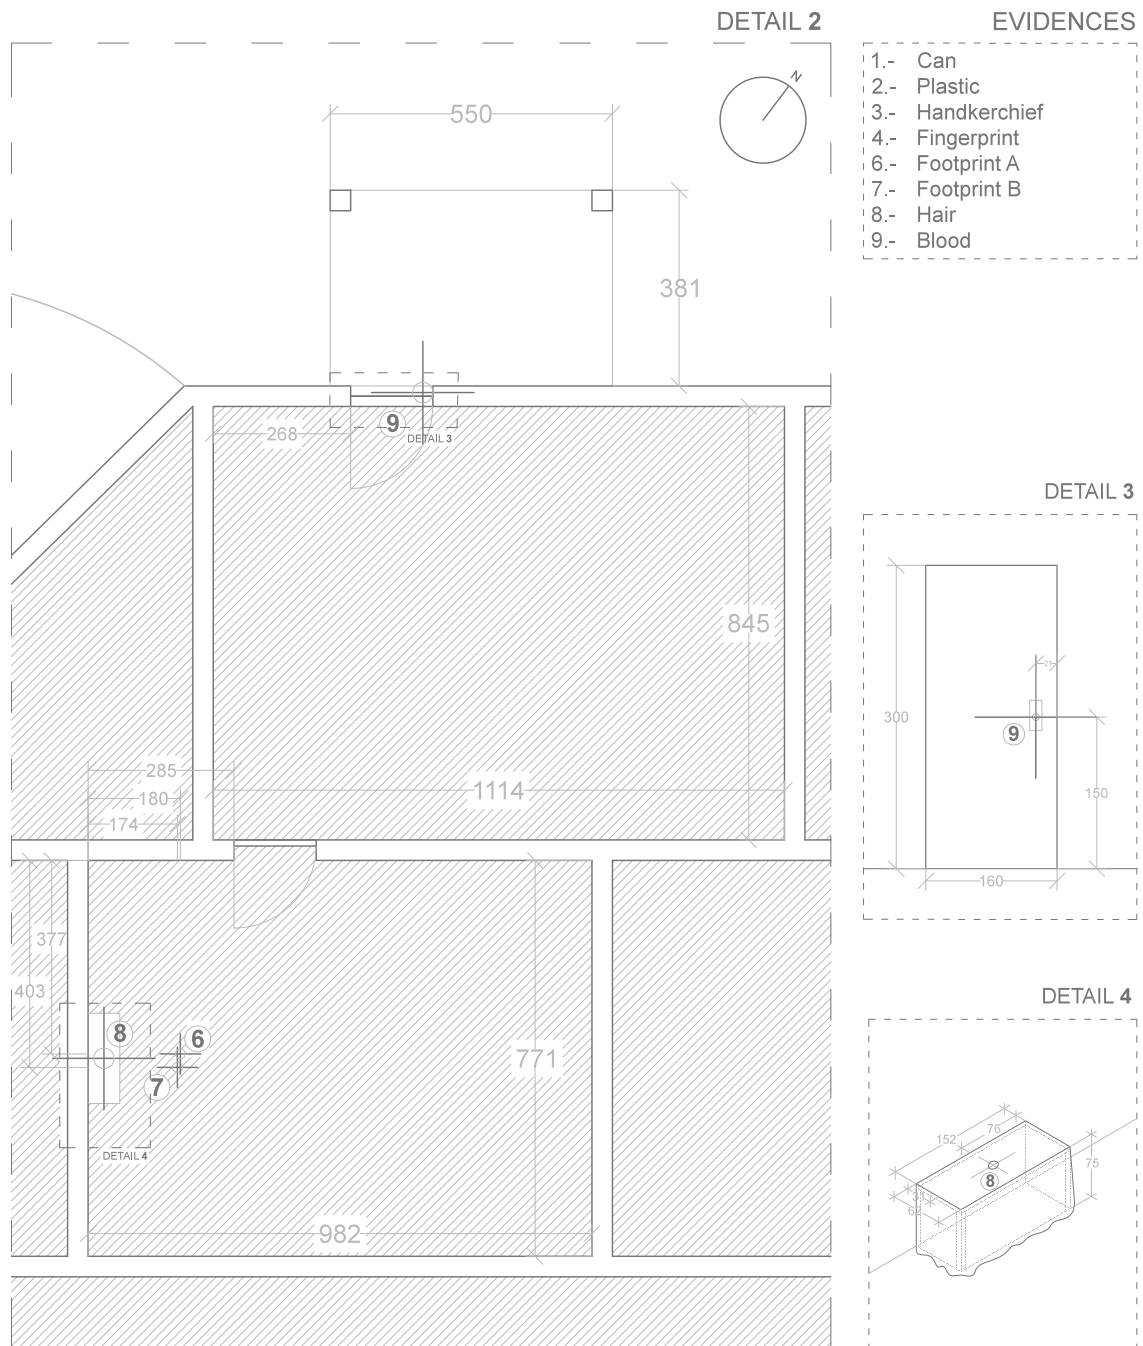 DETAIL 2
EVIDENCES
1.- Can
2.- Plastic
3.- Handkerchief
4.- Fingerprint
6.- Footprint A
7.- Footprint B
8.- Hair
9.- Blood
N
550
381
9
DETAIL 3
268
845
285
1114
180
174
377
403
8
6
7
771
DETAIL 4
982
DETAIL 3
300
21
9
150
160
DETAIL 4
152
76
75
8
31
62